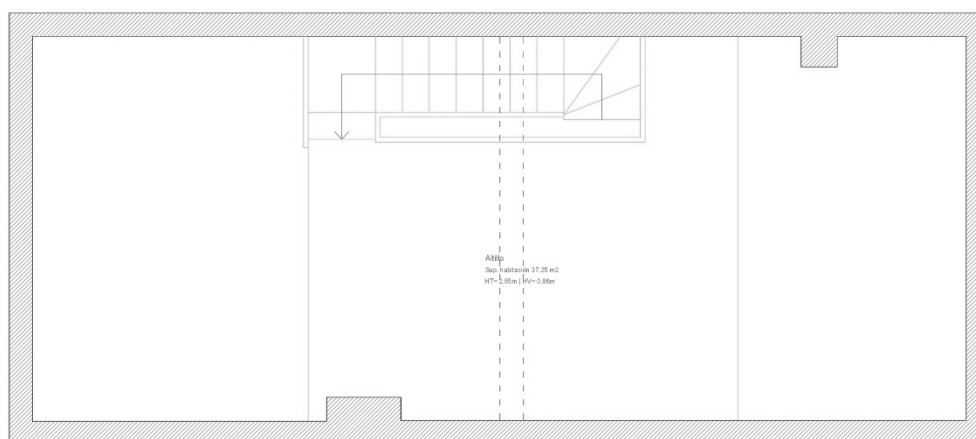 Altillo
Sup. habitación 37.25 m2
HT= 2.85m | HV= 0.86m